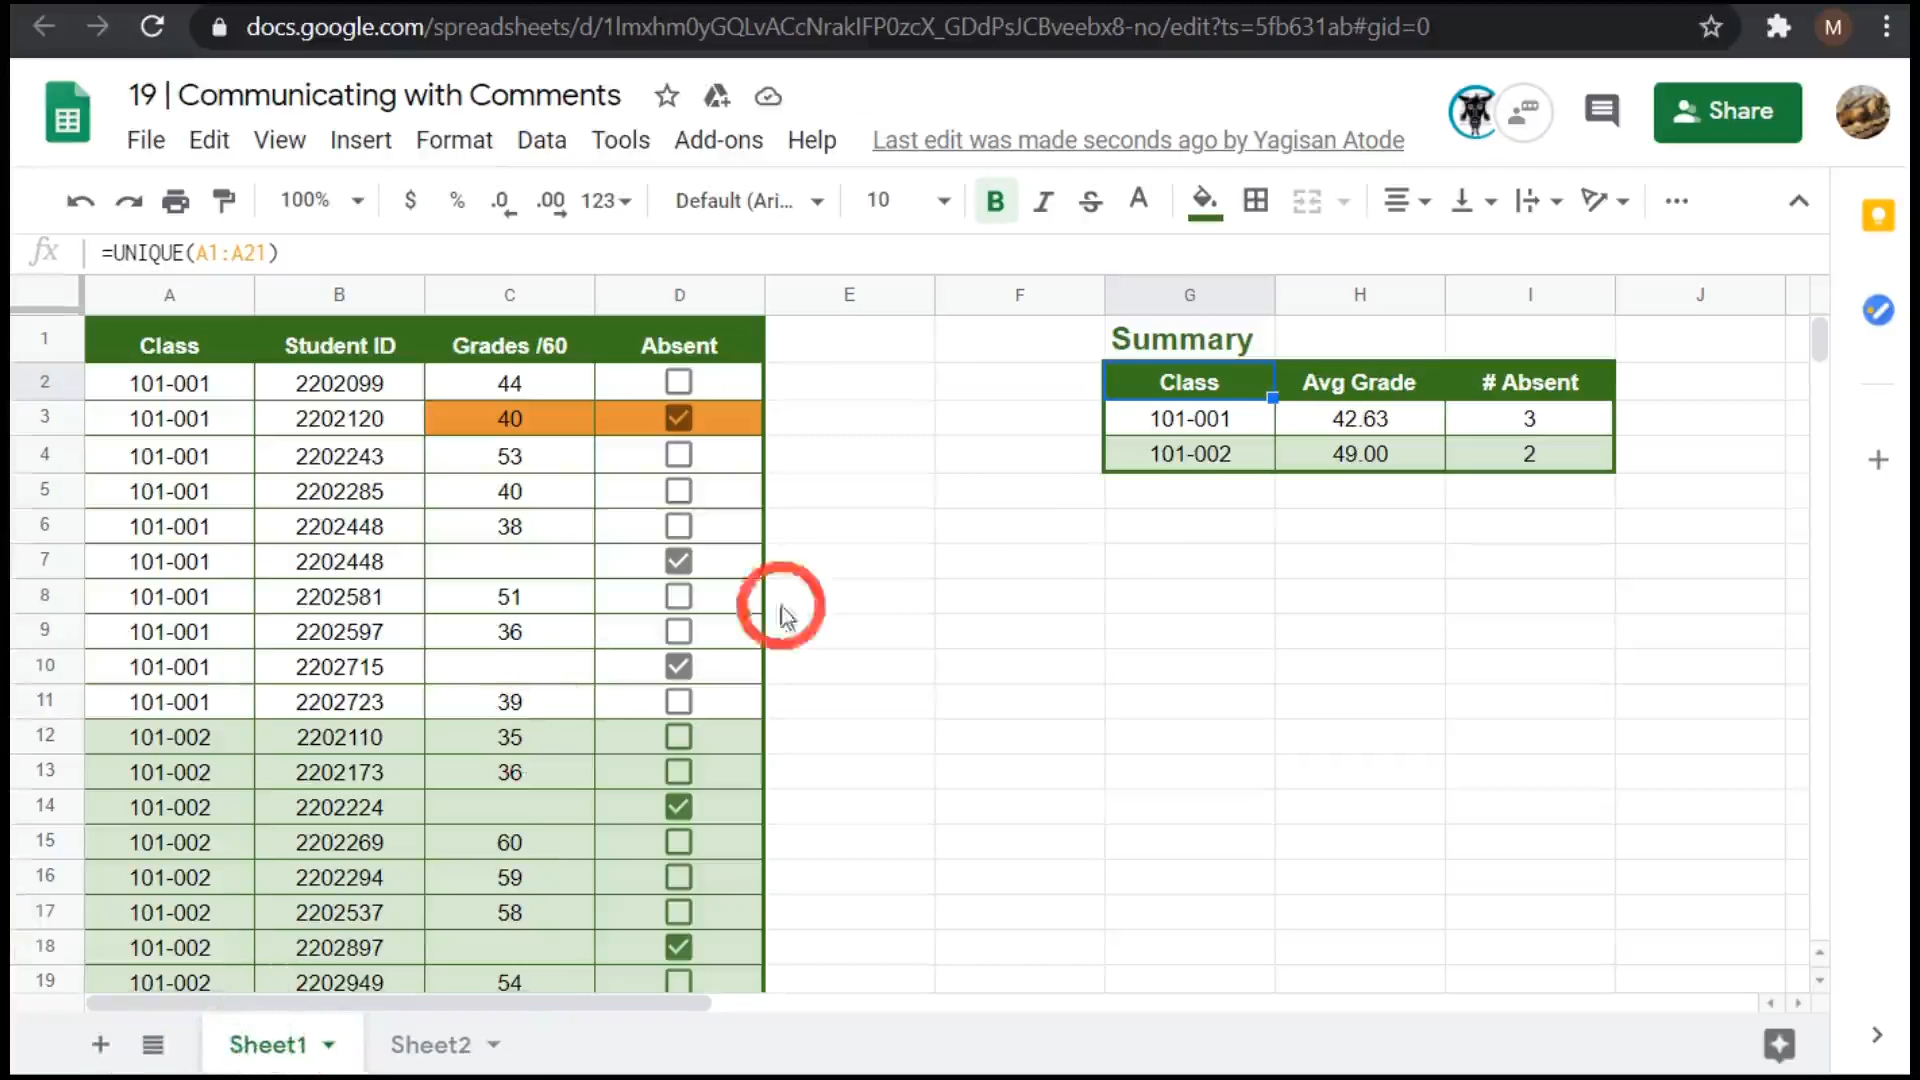 docs.google.com/spreadsheets/d/1lmxhm0yGQLvACcNrakIFP0zcX_GDdPsJCBveebx8-no/edit?ts=5fb631ab#gid=0
M
19 | Communicating with Comments
File Edit View Insert Format Data Tools Add-ons Help Last edit was made seconds ago by Yagisan Atode
Share
100% $ % .0 .00 123 Default (Ari... 10 B I S A
fx =UNIQUE(A1:A21)
A B C D E F G H I J
1 Class Student ID Grades /60 Absent Summary
2 101-001 2202099 44 Class Avg Grade # Absent
3 101-001 2202120 40 101-001 42.63 3
4 101-001 2202243 53 101-002 49.00 2
5 101-001 2202285 40
6 101-001 2202448 38
7 101-001 2202448
8 101-001 2202581 51
9 101-001 2202597 36
10 101-001 2202715
11 101-001 2202723 39
12 101-002 2202110 35
13 101-002 2202173 36
14 101-002 2202224
15 101-002 2202269 60
16 101-002 2202294 59
17 101-002 2202537 58
18 101-002 2202897
19 101-002 2202949 54
Sheet1 Sheet2